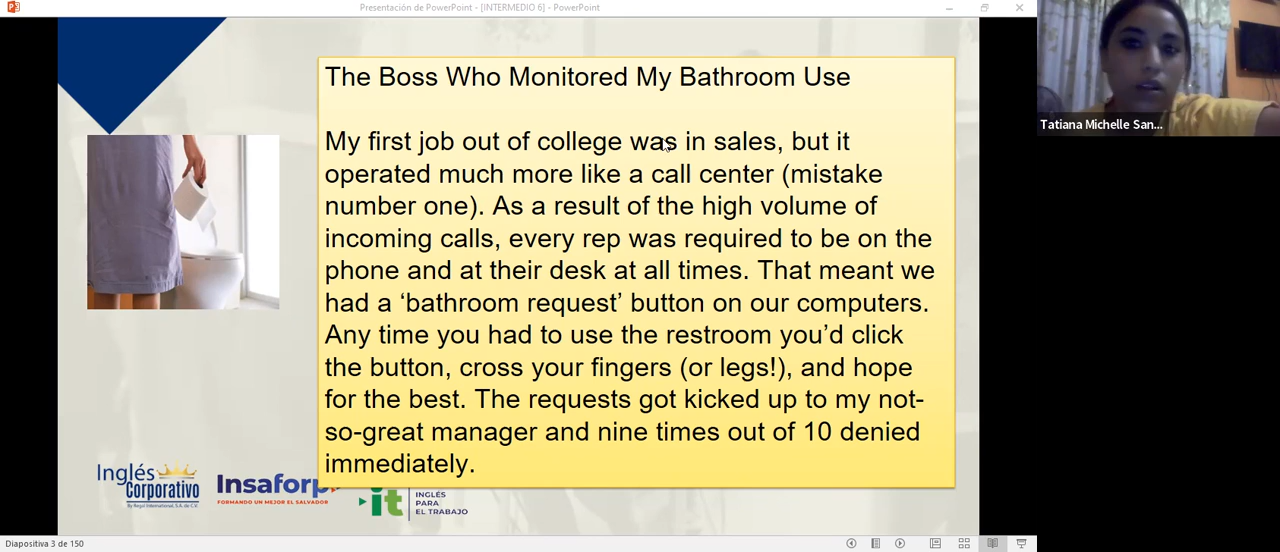 Presentación de PowerPoint - [INTERMEDIO 6] - PowerPoint
The Boss Who Monitored My Bathroom Use
My first job out of college was in sales, but it
operated much more like a call center (mistake
number one). As a result of the high volume of
incoming calls, every rep was required to be on the
phone and at their desk at all times. That meant we
had a ‘bathroom request’ button on our computers.
Any time you had to use the restroom you’d click
the button, cross your fingers (or legs!), and hope
for the best. The requests got kicked up to my not-
so-great manager and nine times out of 10 denied
immediately.
Tatiana Michelle San...
Inglés
Corporativo
By Regal International, S.A. de C.V.
Insaforp
FORMANDO UN MEJOR EL SALVADOR
it
INGLÉS
PARA
EL TRABAJO
Diapositiva 3 de 150